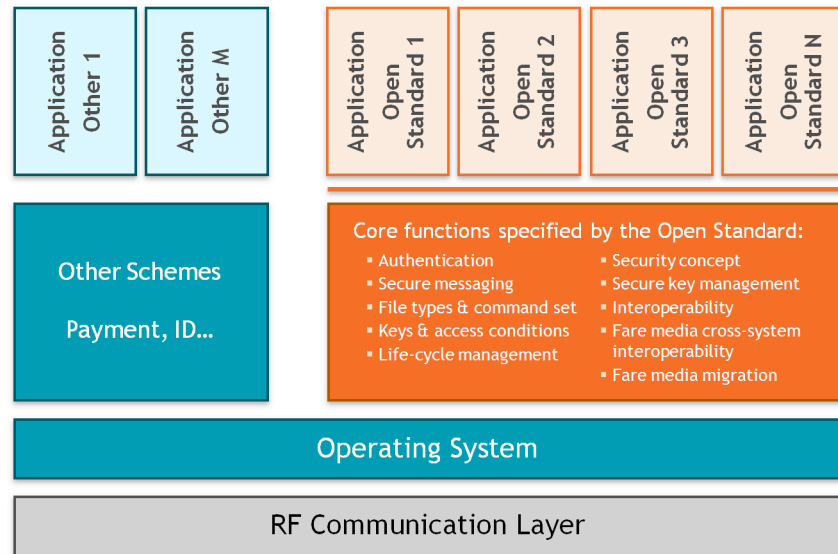 Application
Other 1
Application
Other M
Application
Open
Standard 1
Application
Open
Standard 2
Application
Open
Standard 3
Application
Open
Standard N
Other Schemes
Payment, ID...
Core functions specified by the Open Standard:
▪ Authentication
▪ Secure messaging
▪ File types & command set
▪ Keys & access conditions
▪ Life-cycle management
▪ Security concept
▪ Secure key management
▪ Interoperability
▪ Fare media cross-system
interoperability
▪ Fare media migration
Operating System
RF Communication Layer